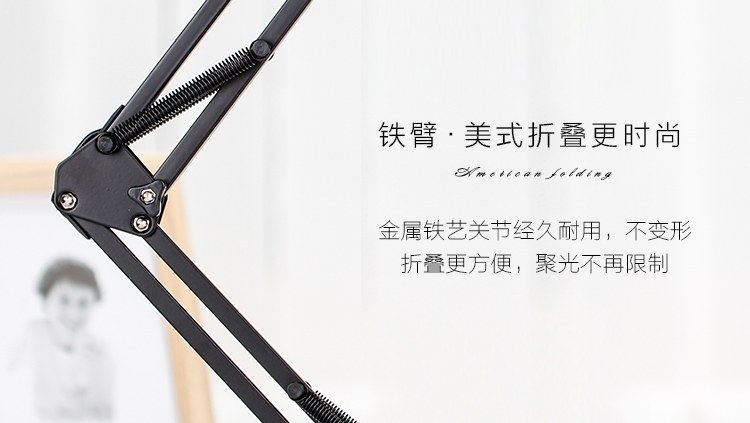 铁臂·美式折叠更时尚
American folding
金属铁艺关节经久耐用，不变形
折叠更方便，聚光不再限制